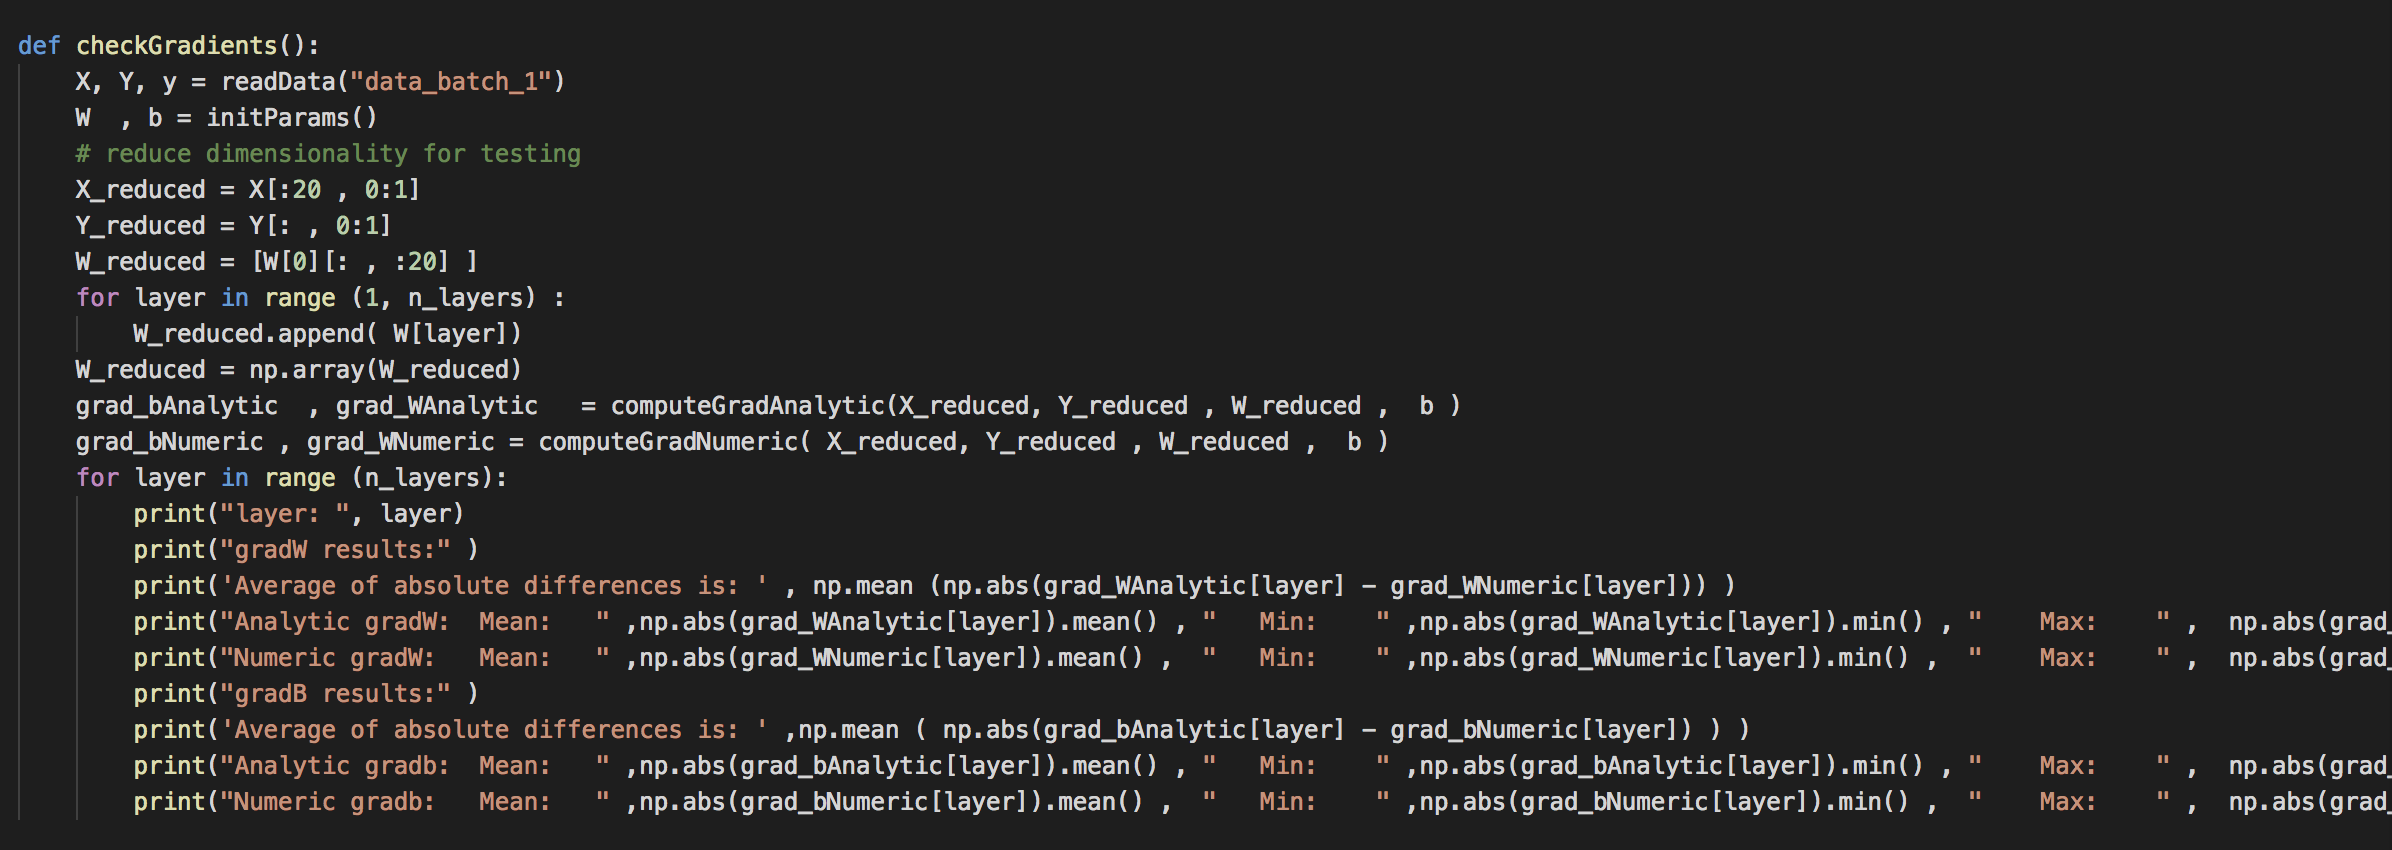 def checkGradients():
    X, Y, y = readData("data_batch_1")
    W  , b = initParams()
    # reduce dimensionality for testing
    X_reduced = X[:20 , 0:1]
    Y_reduced = Y[: , 0:1]
    W_reduced = [W[0][: , :20] ]
    for layer in range (1, n_layers) :
        W_reduced.append( W[layer])
    W_reduced = np.array(W_reduced)
    grad_bAnalytic  , grad_WAnalytic   = computeGradAnalytic(X_reduced, Y_reduced , W_reduced ,  b )
    grad_bNumeric , grad_WNumeric = computeGradNumeric( X_reduced, Y_reduced , W_reduced ,  b )
    for layer in range (n_layers):
        print("layer: ", layer)
        print("gradW results:" )
        print('Average of absolute differences is: ' , np.mean (np.abs(grad_WAnalytic[layer] - grad_WNumeric[layer])) )
        print("Analytic gradW:  Mean:   " ,np.abs(grad_WAnalytic[layer]).mean() , "   Min:    " ,np.abs(grad_WAnalytic[layer]).min() , "    Max:    " ,  np.abs(grad_
        print("Numeric gradW:   Mean:   " ,np.abs(grad_WNumeric[layer]).mean() ,  "   Min:    " ,np.abs(grad_WNumeric[layer]).min() ,  "    Max:    " ,  np.abs(grad_
        print("gradB results:" )
        print('Average of absolute differences is: ' ,np.mean ( np.abs(grad_bAnalytic[layer] - grad_bNumeric[layer]) ) )
        print("Analytic gradb:  Mean:   " ,np.abs(grad_bAnalytic[layer]).mean() , "   Min:    " ,np.abs(grad_bAnalytic[layer]).min() , "    Max:    " ,  np.abs(grad_
        print("Numeric gradb:   Mean:   " ,np.abs(grad_bNumeric[layer]).mean() ,  "   Min:    " ,np.abs(grad_bNumeric[layer]).min() ,  "    Max:    " ,  np.abs(grad_